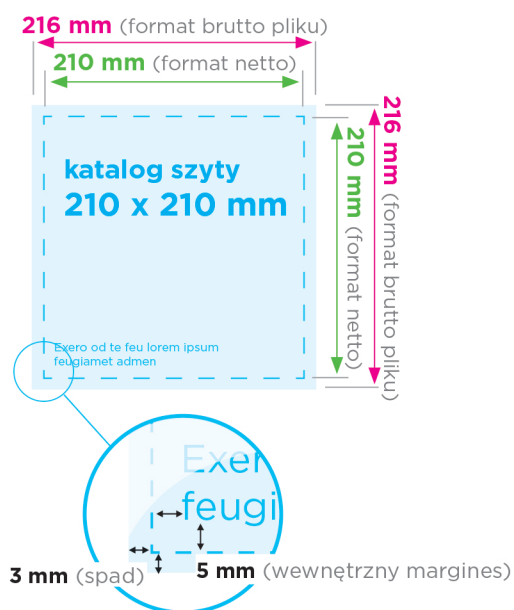 216 mm (format brutto pliku)
210 mm (format netto)
216 mm (format brutto pliku)
210 mm (format netto)
katalog szyty
210 x 210 mm
Exero od te feu lorem ipsum
feugiamet admen
Exer
feugi
3 mm (spad)
5 mm (wewnętrzny margines)